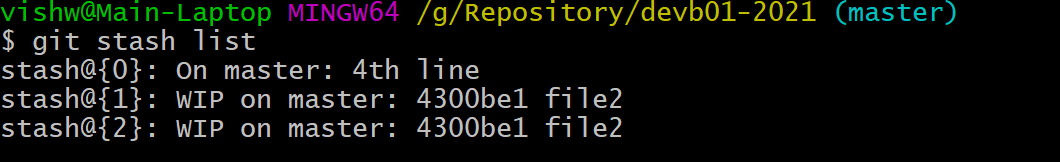 vishw@Main-Laptop MINGW64 /g/Repository/devb01-2021 (master)
$ git stash list
stash@{0}: On master: 4th line
stash@{1}: WIP on master: 4300be1 file2
stash@{2}: WIP on master: 4300be1 file2